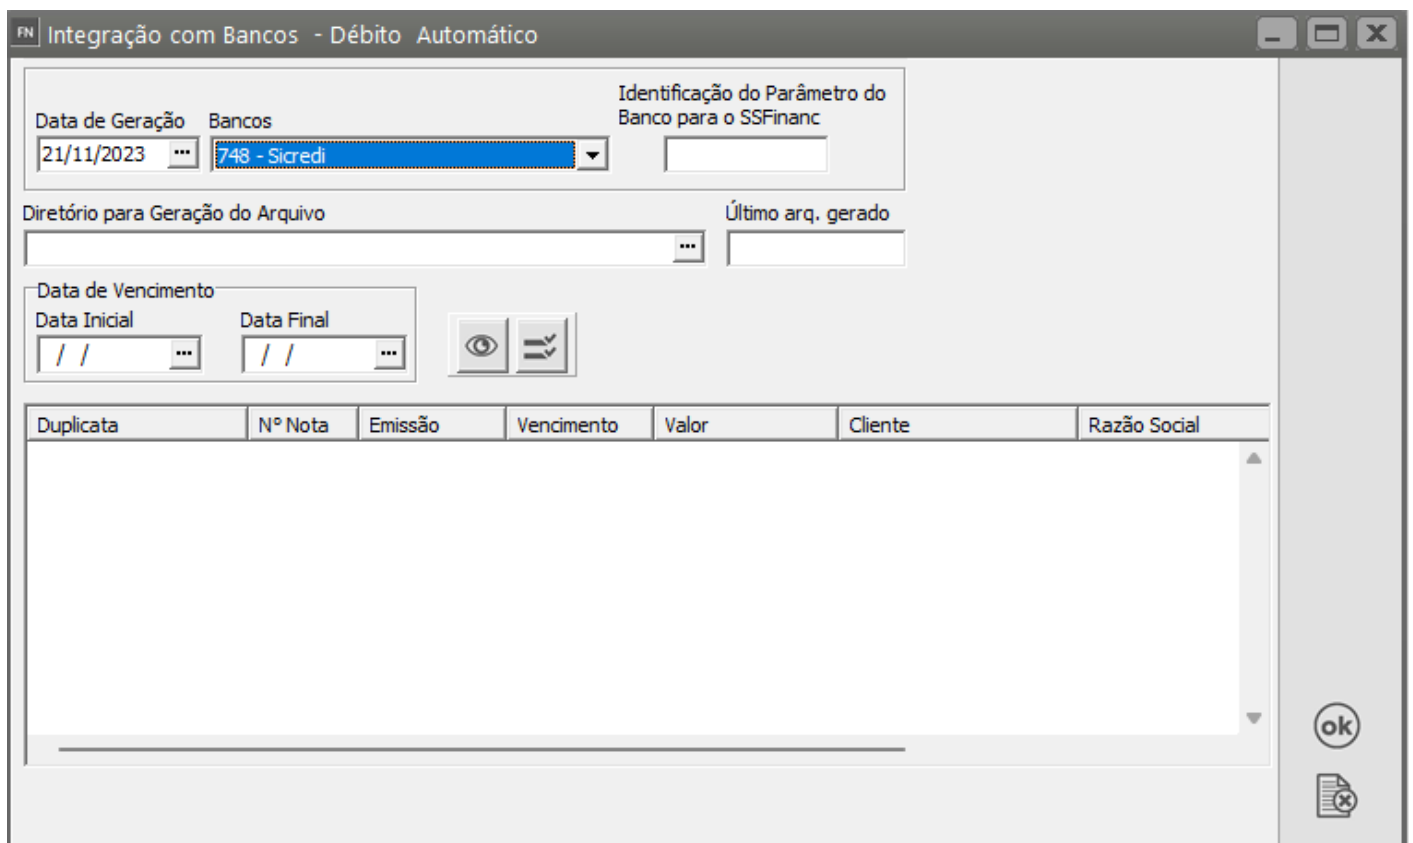 FN Integração com Bancos - Débito Automático
Identificação do Parâmetro do
Data de Geração Bancos Banco para o SSFinanc
21/11/2023 ... 748 - Sicredi
Diretório para Geração do Arquivo Último arq. gerado
...
Data de Vencimento
Data Inicial Data Final
/ / ... / / ...
Duplicata Nº Nota Emissão Vencimento Valor Cliente Razão Social
ok